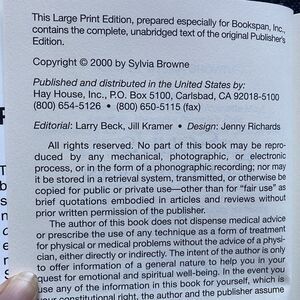 This Large Print Edition, prepared especially for Bookspan, Inc.,
contains the complete, unabridged text of the original Publisher's
Edition.
Copyright © 2000 by Sylvia Browne
Published and distributed in the United States by:
Hay House, Inc., P.O. Box 5100, Carlsbad, CA 92018-5100
(800) 654-5126 • (800) 650-5115 (fax)
Editorial: Larry Beck, Jill Kramer • Design: Jenny Richards
All rights reserved. No part of this book may be repro-
duced by any mechanical, photographic, or electronic
process, or in the form of a phonographic recording; nor may
it be stored in a retrieval system, transmitted, or otherwise be
copied for public or private use—other than for "fair use" as
brief quotations embodied in articles and reviews without
prior written permission of the publisher.
The author of this book does not dispense medical advice
or prescribe the use of any technique as a form of treatment
for physical or medical problems without the advice of a physi-
cian, either directly or indirectly. The intent of the author is only
to offer information of a general nature to help you in your
quest for emotional and spiritual well-being. In the event you
use any of the information in this book for yourself, which is
your constitutional right, the author and the publisher assume